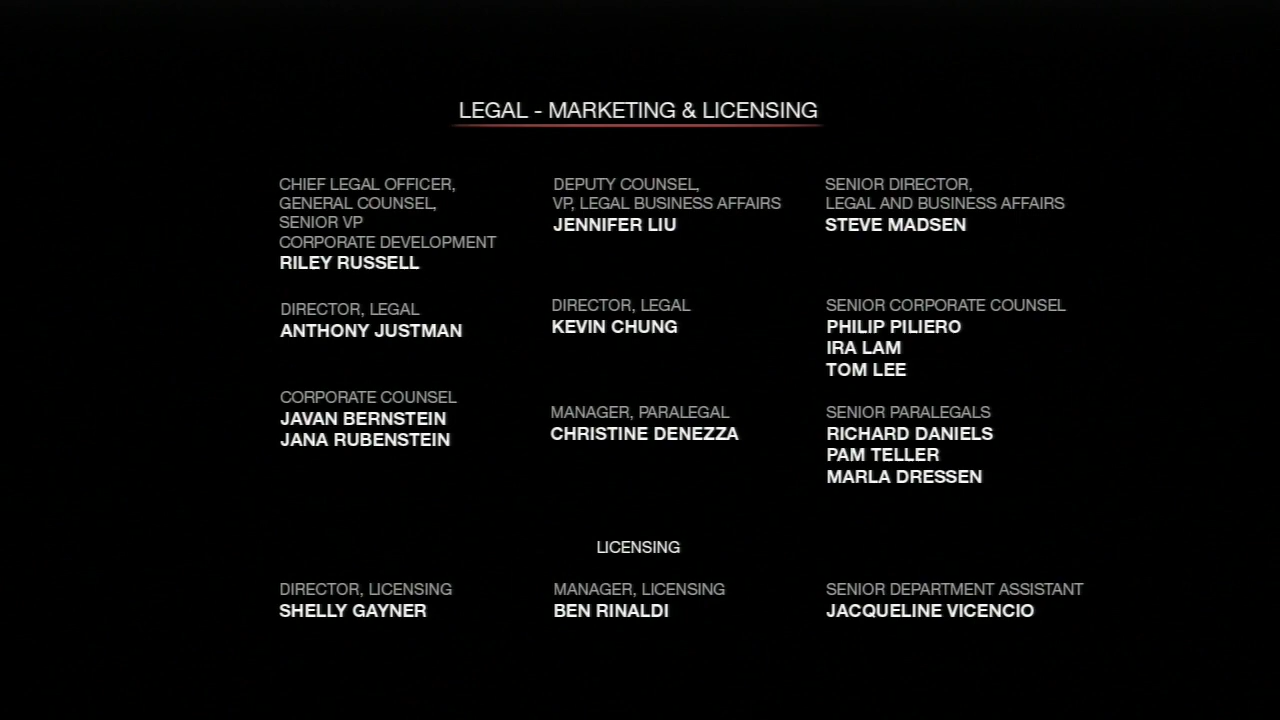 LEGAL - MARKETING & LICENSING
CHIEF LEGAL OFFICER,
GENERAL COUNSEL,
SENIOR VP
CORPORATE DEVELOPMENT
RILEY RUSSELL
DEPUTY COUNSEL,
VP, LEGAL BUSINESS AFFAIRS
JENNIFER LIU
SENIOR DIRECTOR,
LEGAL AND BUSINESS AFFAIRS
STEVE MADSEN
DIRECTOR, LEGAL
ANTHONY JUSTMAN
DIRECTOR, LEGAL
KEVIN CHUNG
SENIOR CORPORATE COUNSEL
PHILIP PILIERO
IRA LAM
TOM LEE
CORPORATE COUNSEL
JAVAN BERNSTEIN
JANA RUBENSTEIN
MANAGER, PARALEGAL
CHRISTINE DENEZZA
SENIOR PARALEGALS
RICHARD DANIELS
PAM TELLER
MARLA DRESSEN
LICENSING
DIRECTOR, LICENSING
SHELLY GAYNER
MANAGER, LICENSING
BEN RINALDI
SENIOR DEPARTMENT ASSISTANT
JACQUELINE VICENCIO